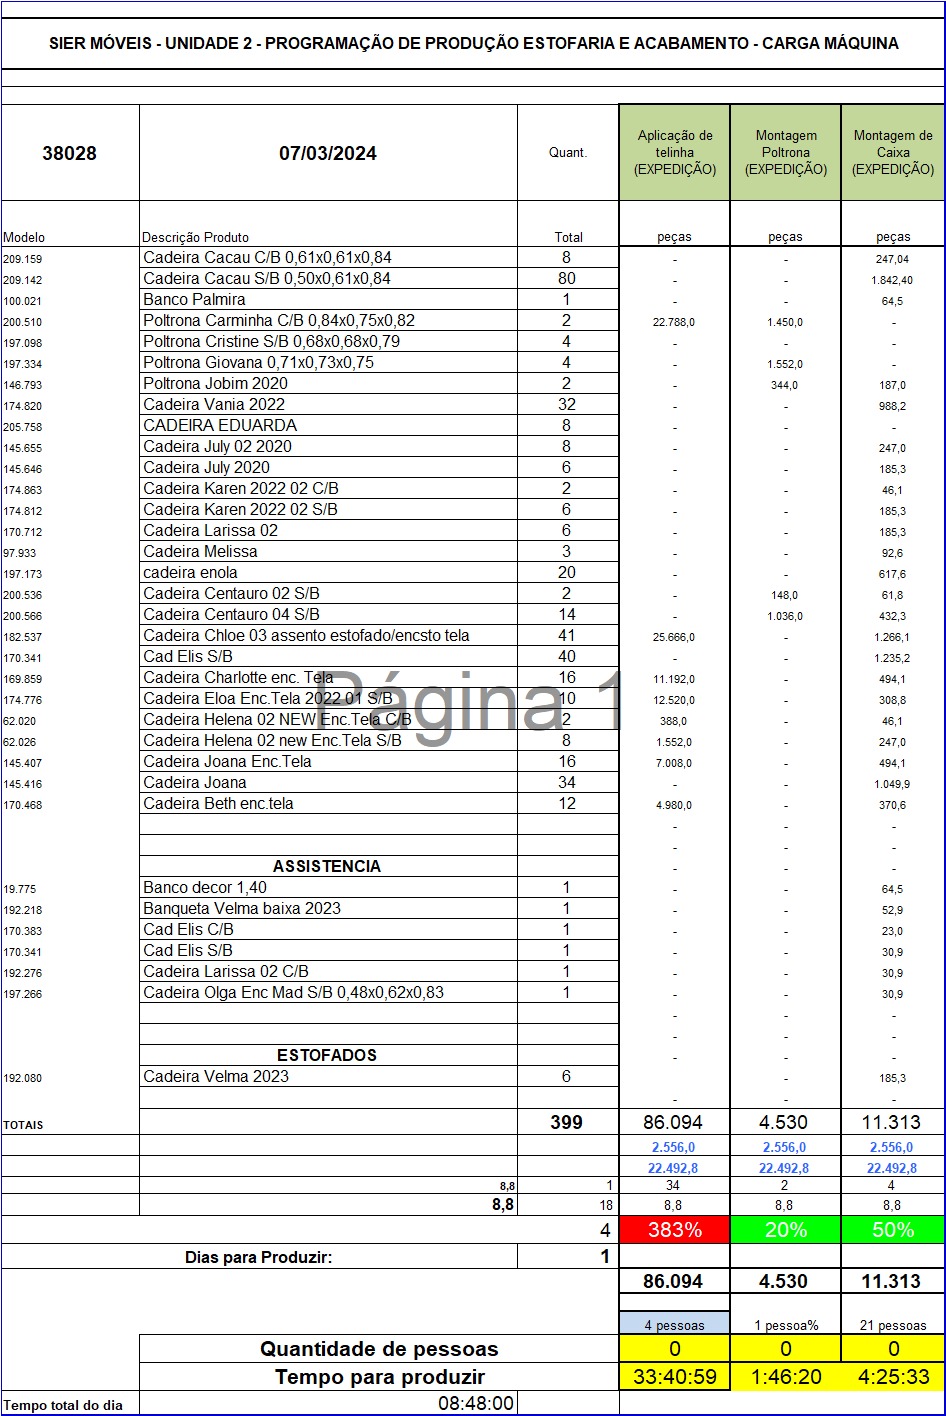 SIER MÓVEIS - UNIDADE 2 - PROGRAMAÇÃO DE PRODUÇÃO ESTOFARIA E ACABAMENTO - CARGA MÁQUINA
38028 07/03/2024 Quant. Aplicação de telinha (EXPEDIÇÃO) Montagem Poltrona (EXPEDIÇÃO) Montagem de Caixa (EXPEDIÇÃO)
Modelo Descrição Produto Total peças peças peças
209.159 Cadeira Cacau C/B 0,61x0,61x0,84 8 - - 247,04
209.142 Cadeira Cacau S/B 0,50x0,61x0,84 80 - - 1.842,40
100.021 Banco Palmira 1 - - 64,5
200.510 Poltrona Carminha C/B 0,84x0,75x0,82 2 22.788,0 1.450,0 -
197.098 Poltrona Cristine S/B 0,68x0,68x0,79 4 - - -
197.334 Poltrona Giovana 0,71x0,73x0,75 4 - 1.552,0 -
146.793 Poltrona Jobim 2020 2 - 344,0 187,0
174.820 Cadeira Vania 2022 32 - - 988,2
205.758 CADEIRA EDUARDA 8 - - -
145.655 Cadeira July 02 2020 8 - - 247,0
145.646 Cadeira July 2020 6 - - 185,3
174.863 Cadeira Karen 2022 02 C/B 2 - - 46,1
174.812 Cadeira Karen 2022 02 S/B 6 - - 185,3
170.712 Cadeira Larissa 02 6 - - 185,3
97.933 Cadeira Melissa 3 - - 92,6
197.173 cadeira enola 20 - - 617,6
200.536 Cadeira Centauro 02 S/B 2 - 148,0 61,8
200.566 Cadeira Centauro 04 S/B 14 - 1.036,0 432,3
182.537 Cadeira Chloe 03 assento estofado/encsto tela 41 25.666,0 - 1.266,1
170.341 Cad Elis S/B 40 - - 1.235,2
169.859 Cadeira Charlotte enc. Tela 16 11.192,0 - 494,1
174.776 Cadeira Eloa Enc.Tela 2022 01 S/B 10 12.520,0 - 308,8
Página 1
62.020 Cadeira Helena 02 NEW Enc.Tela C/B 2 388,0 - 46,1
62.026 Cadeira Helena 02 new Enc.Tela S/B 8 1.552,0 - 247,0
145.407 Cadeira Joana Enc.Tela 16 7.008,0 - 494,1
145.416 Cadeira Joana 34 - - 1.049,9
170.468 Cadeira Beth enc.tela 12 4.980,0 - 370,6
- - -
- - -
ASSISTENCIA - - -
19.775 Banco decor 1,40 1 - - 64,5
192.218 Banqueta Velma baixa 2023 1 - - 52,9
170.383 Cad Elis C/B 1 - - 23,0
170.341 Cad Elis S/B 1 - - 30,9
192.276 Cadeira Larissa 02 C/B 1 - - 30,9
197.266 Cadeira Olga Enc Mad S/B 0,48x0,62x0,83 1 - - 30,9
- - -
- - -
ESTOFADOS - - -
192.080 Cadeira Velma 2023 6 - 185,3
- - -
TOTAIS 399 86.094 4.530 11.313
2.556,0 2.556,0 2.556,0
22.492,8 22.492,8 22.492,8
8,8 1 34 2 4
8,8 18 8,8 8,8 8,8
4 383% 20% 50%
Dias para Produzir: 1
86.094 4.530 11.313
4 pessoas 1 pessoa% 21 pessoas
Quantidade de pessoas 0 0 0
Tempo para produzir 33:40:59 1:46:20 4:25:33
Tempo total do dia 08:48:00